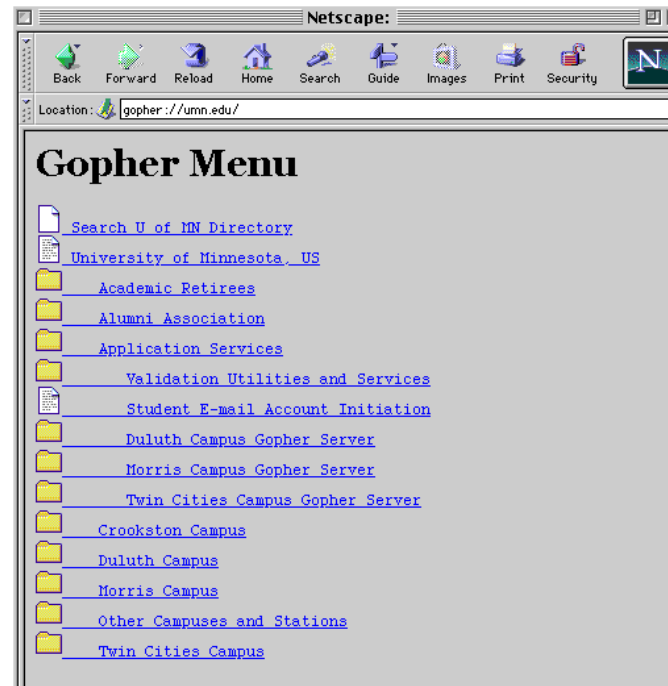 Netscape:
Back Forward Reload Home Search Guide Images Print Security N
Location: gopher://umn.edu/
Gopher Menu
Search U of MN Directory
University of Minnesota, US
Academic Retirees
Alumni Association
Application Services
Validation Utilities and Services
Student E-mail Account Initiation
Duluth Campus Gopher Server
Morris Campus Gopher Server
Twin Cities Campus Gopher Server
Crookston Campus
Duluth Campus
Morris Campus
Other Campuses and Stations
Twin Cities Campus